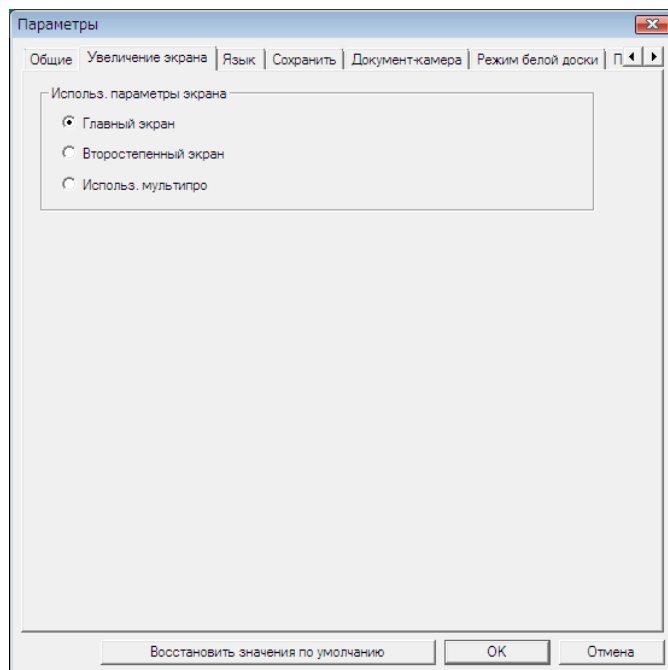 Параметры
Общие Увеличение экрана Язык Сохранить Документ-камера Режим белой доски П
Использ. параметры экрана
Главный экран
Второстепенный экран
Использ. мультипро
Восстановить значения по умолчанию OK Отмена